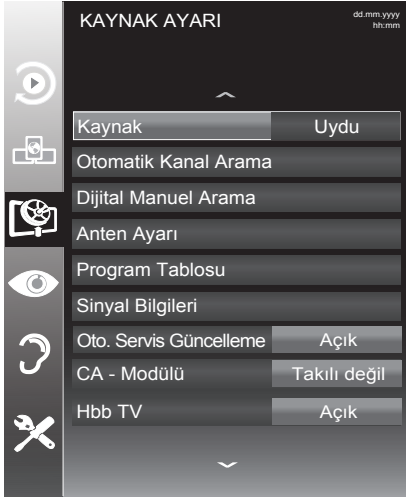 KAYNAK AYARI
dd.mm.yyyy
hh:mm
Kaynak Uydu
Otomatik Kanal Arama
Dijital Manuel Arama
Anten Ayarı
Program Tablosu
Sinyal Bilgileri
Oto. Servis Güncelleme Açık
CA - Modülü Takılı değil
Hbb TV Açık